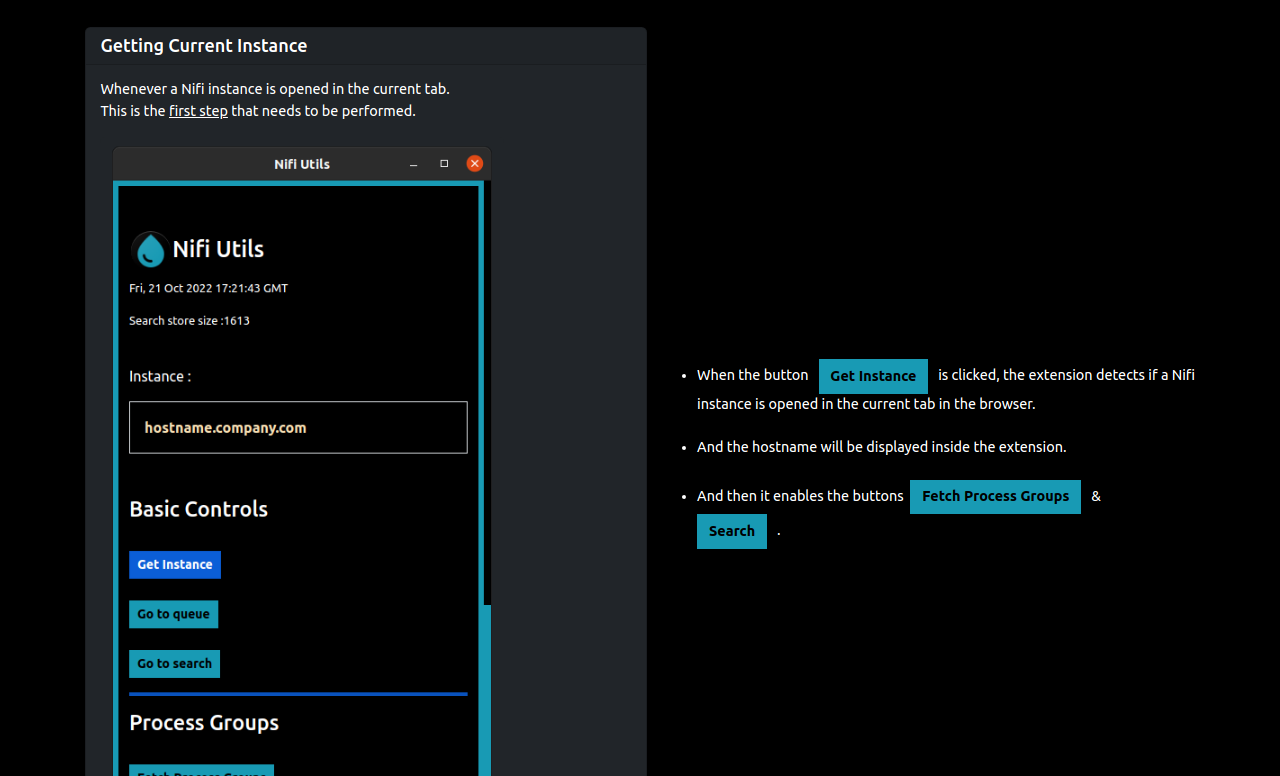 Getting Current Instance
Whenever a Nifi instance is opened in the current tab.
This is the first step that needs to be performed.
Nifi Utils
Nifi Utils
Fri, 21 Oct 2022 17:21:43 GMT
Search store size :1613
Instance :
hostname.company.com
Basic Controls
Get Instance
Go to queue
Go to search
Process Groups
Fetch Process Groups
When the button Get Instance is clicked, the extension detects if a Nifi
instance is opened in the current tab in the browser.
And the hostname will be displayed inside the extension.
And then it enables the buttons Fetch Process Groups &
Search .